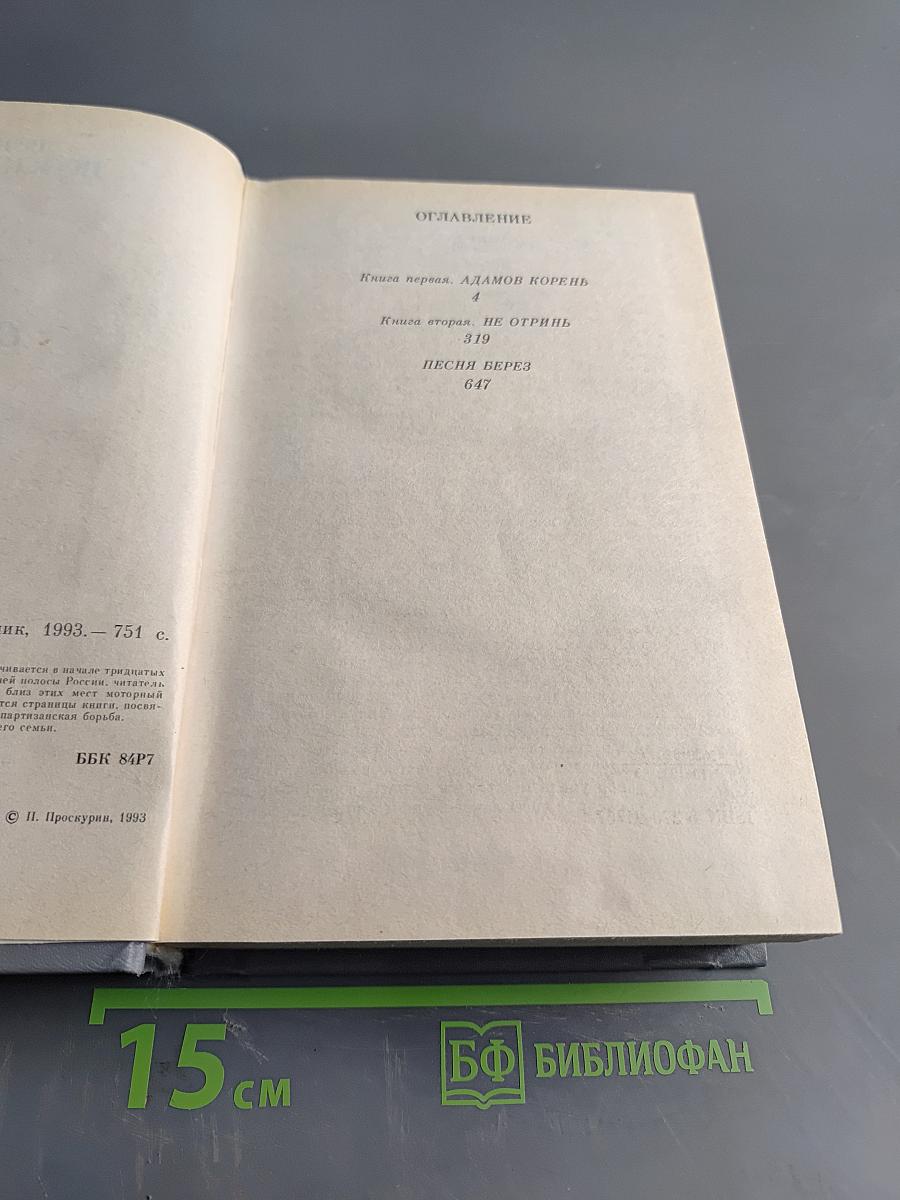 ник, 1993.— 751 с.
чивается в начале тридцатых
ей полосы России, читатель
близ этих мест моторный
тся страницы книги, посвя-
партизанская борьба.
его семьи.
ББК 84Р7
© П. Проскурин, 1993
ОГЛАВЛЕНИЕ
Книга первая. АДАМОВ КОРЕНЬ
4
Книга вторая. НЕ ОТРИНЬ
319
ПЕСНЯ БЕРЕЗ
647
15 см
БФ БИБЛИОФАН